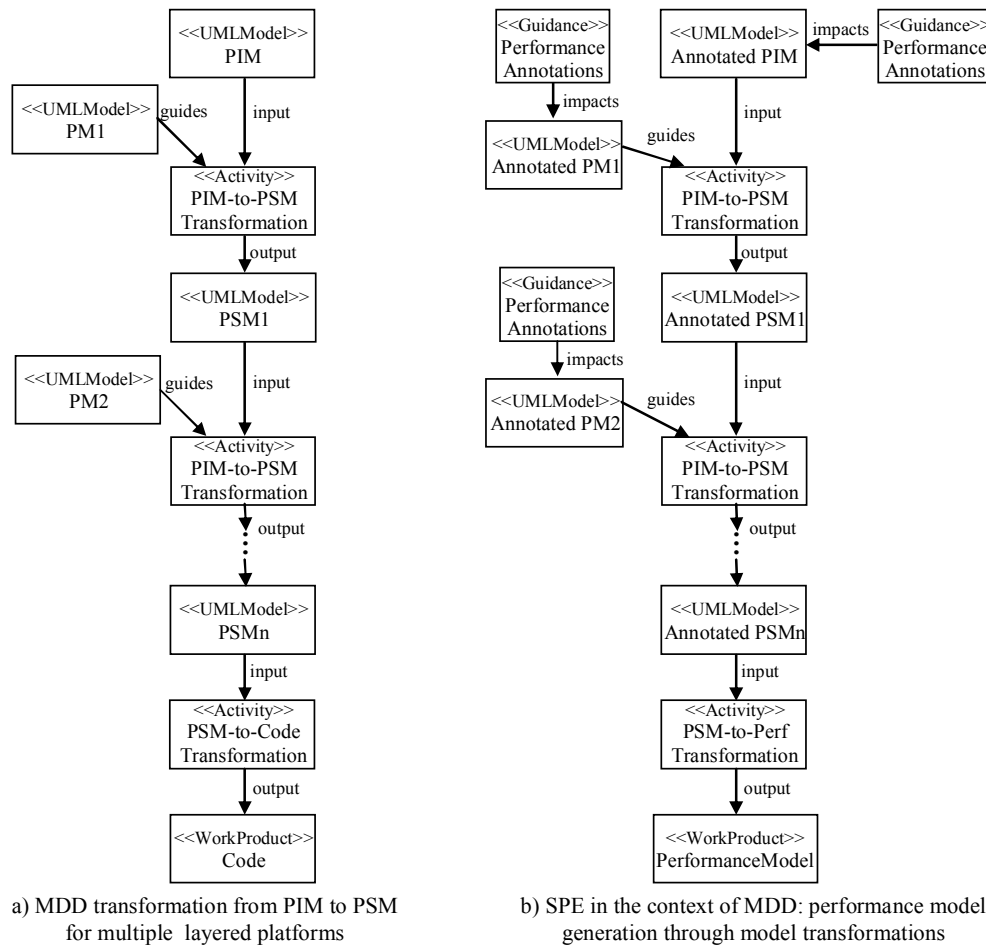 <<UMLModel>>
PIM
<<UMLModel>>
PM1
guides
input
<<Activity>>
PIM-to-PSM
Transformation
output
<<UMLModel>>
PSM1
<<UMLModel>>
PM2
guides
input
<<Activity>>
PIM-to-PSM
Transformation
output
<<UMLModel>>
PSMn
input
<<Activity>>
PSM-to-Code
Transformation
output
<<WorkProduct>>
Code
a) MDD transformation from PIM to PSM
for multiple layered platforms
<<Guidance>>
Performance
Annotations
impacts
<<UMLModel>>
Annotated PIM
impacts
<<Guidance>>
Performance
Annotations
<<UMLModel>>
Annotated PM1
guides
input
<<Activity>>
PIM-to-PSM
Transformation
output
<<Guidance>>
Performance
Annotations
impacts
<<UMLModel>>
Annotated PSM1
<<UMLModel>>
Annotated PM2
guides
input
<<Activity>>
PIM-to-PSM
Transformation
output
<<UMLModel>>
Annotated PSMn
input
<<Activity>>
PSM-to-Perf
Transformation
output
<<WorkProduct>>
PerformanceModel
b) SPE in the context of MDD: performance model
generation through model transformations